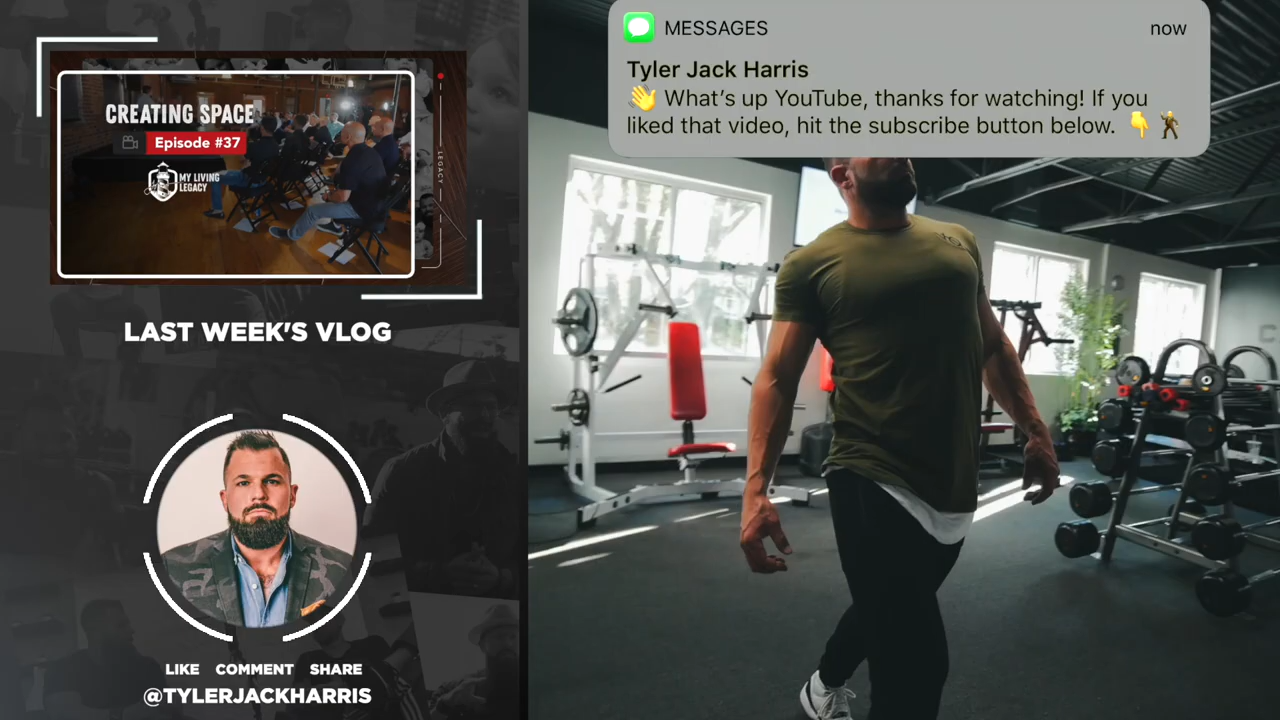 CREATING SPACE
Episode #37
MY LIVING
LEGACY
LEGACY
LAST WEEK'S VLOG
LIKE COMMENT SHARE
@TYLERJACKHARRIS
MESSAGES
now
Tyler Jack Harris
👋 What's up YouTube, thanks for watching! If you
liked that video, hit the subscribe button below. 👇 🕺